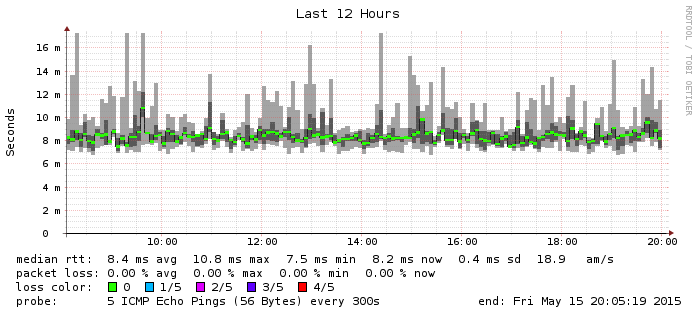 Last 12 Hours
RRDTOOL / TOBI OETIKER
Seconds
16 m
14 m
12 m
10 m
8 m
6 m
4 m
2 m
0
10:00 12:00 14:00 16:00 18:00 20:00
median rtt: 8.4 ms avg 10.8 ms max 7.5 ms min 8.2 ms now 0.4 ms sd 18.9 am/s
packet loss: 0.00 % avg 0.00 % max 0.00 % min 0.00 % now
loss color: 0 1/5 2/5 3/5 4/5
probe: 5 ICMP Echo Pings (56 Bytes) every 300s end: Fri May 15 20:05:19 2015